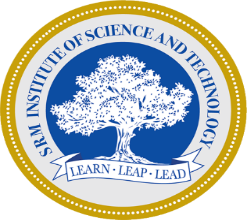 SRM INSTITUTE OF SCIENCE AND TECHNOLOGY
LEARN · LEAP · LEAD